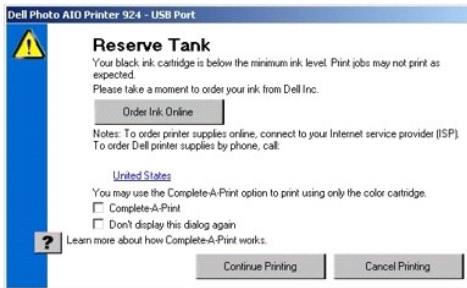 Dell Photo AIO Printer 924 - USB Port
Reserve Tank
Your black ink cartridge is below the minimum ink level. Print jobs may not print as
expected.
Please take a moment to order your ink from Dell Inc.
Order Ink Online
Notes: To order printer supplies online, connect to your Internet service provider (ISP).
To order Dell printer supplies by phone, call:
United States
You may use the Complete-A-Print option to print using only the color cartridge.
Complete-A-Print
Don't display this dialog again
? Learn more about how Complete-A-Print works.
Continue Printing
Cancel Printing